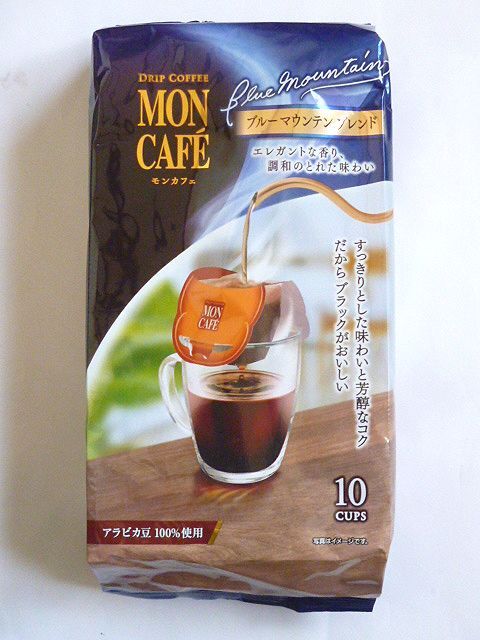 DRIP COFFEE
MON
CAFÉ
モンカフェ
Blue Mountain
ブルーマウンテン ブレンド
エレガントな香り、
調和のとれた味わい
すっきりとした味わいと芳醇なコク
だからブラックがおいしい
MON
CAFÉ
10
CUPS
アラビカ豆 100%使用
写真はイメージです。